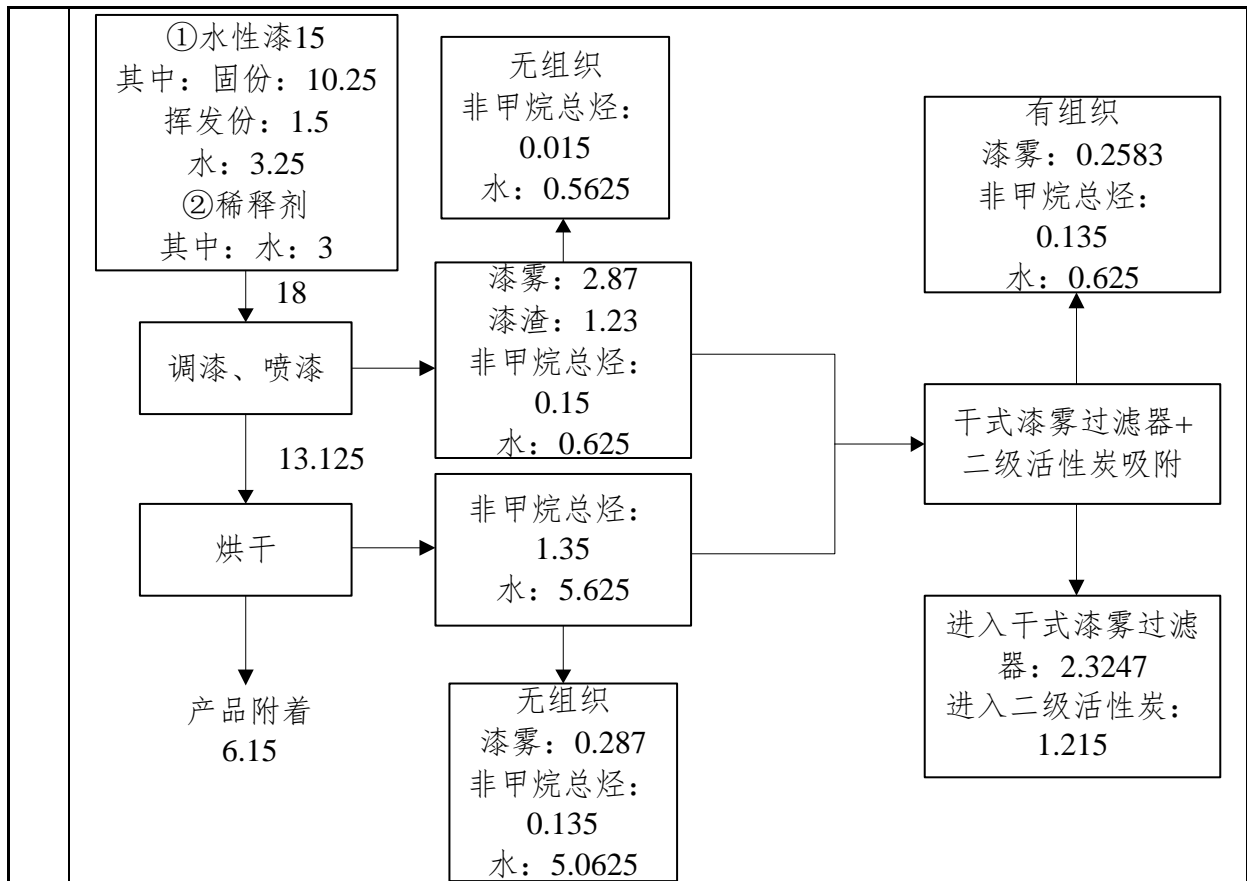 ①水性漆15
其中：固份：10.25
挥发份：1.5
水：3.25
②稀释剂
其中：水：3
18
调漆、喷漆
13.125
烘干
产品附着
6.15
无组织
非甲烷总烃：
0.015
水：0.5625
漆雾：2.87
漆渣：1.23
非甲烷总烃：
0.15
水：0.625
非甲烷总烃：
1.35
水：5.625
无组织
漆雾：0.287
非甲烷总烃：
0.135
水：5.0625
有组织
漆雾：0.2583
非甲烷总烃：
0.135
水：0.625
干式漆雾过滤器+
二级活性炭吸附
进入干式漆雾过滤
器：2.3247
进入二级活性炭：
1.215